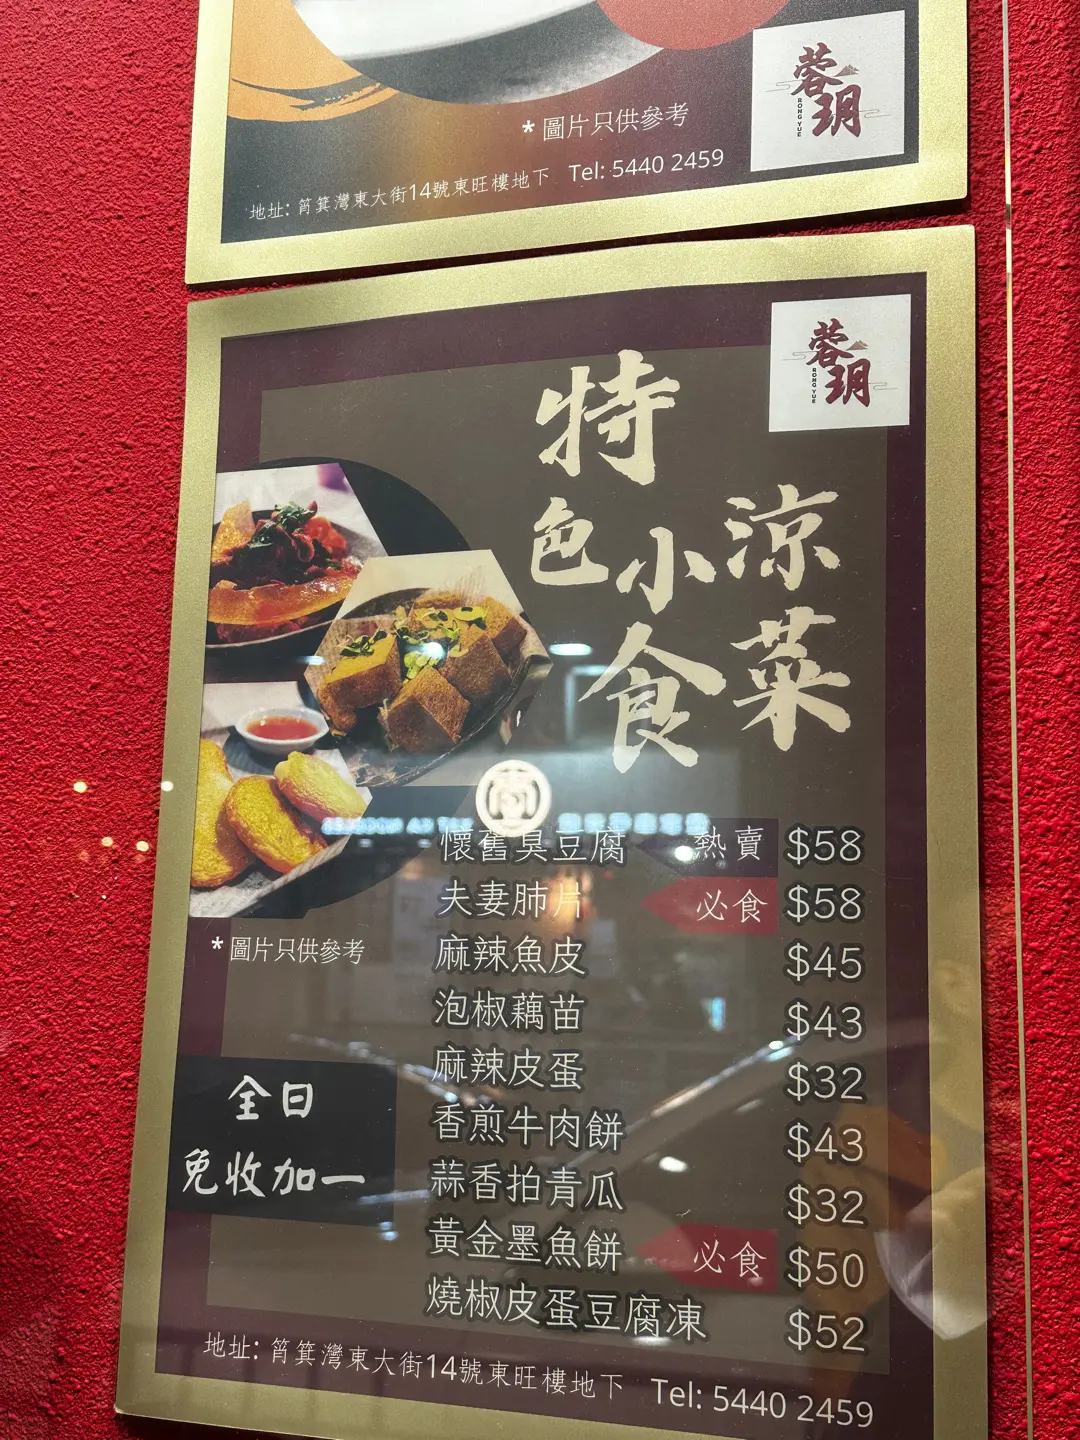 蓉玥
RONG YUE
* 圖片只供參考
地址: 筲箕灣東大街14號東旺樓地下 Tel: 5440 2459
蓉玥
RONG YUE
特色小食
涼菜
懷舊臭豆腐 熱賣 $58
夫妻肺片 必食 $58
麻辣魚皮 $45
泡椒藕苗 $43
麻辣皮蛋 $32
香煎牛肉餅 $43
蒜香拍青瓜 $32
黃金墨魚餅 必食 $50
燒椒皮蛋豆腐凍 $52
* 圖片只供參考
全日
免收加一
地址: 筲箕灣東大街14號東旺樓地下 Tel: 5440 2459